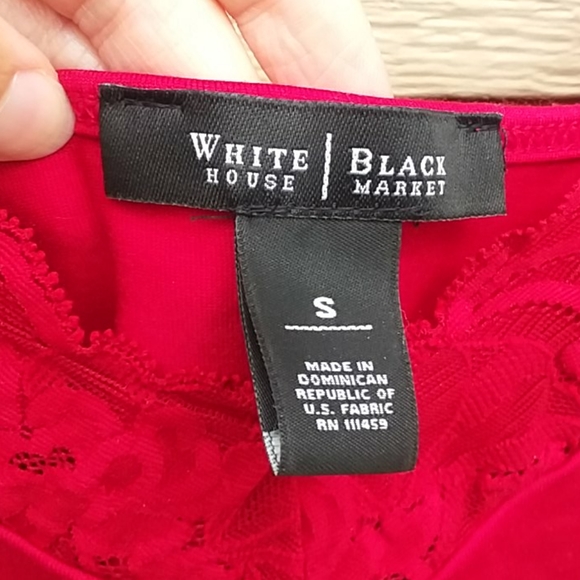 WHITE | BLACK
HOUSE | MARKET
S
MADE IN
DOMINICAN
REPUBLIC OF
U.S. FABRIC
RN 111459